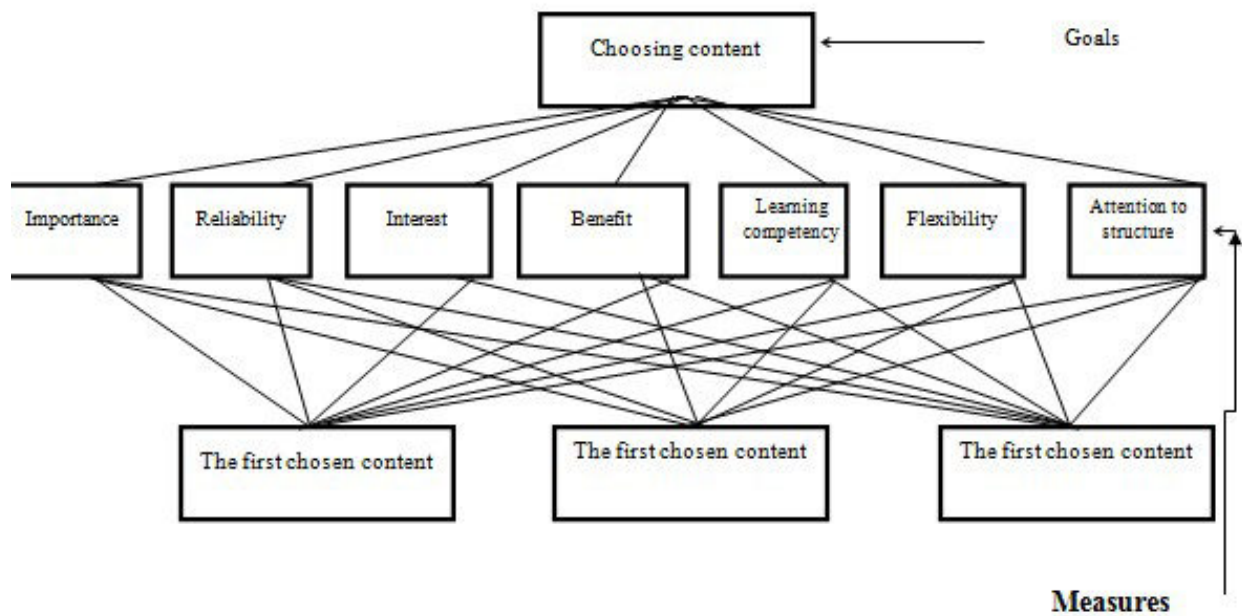 Choosing content
Goals
Importance
Reliability
Interest
Benefit
Learning
competency
Flexibility
Attention to
structure
The first chosen content
The first chosen content
The first chosen content
Measures